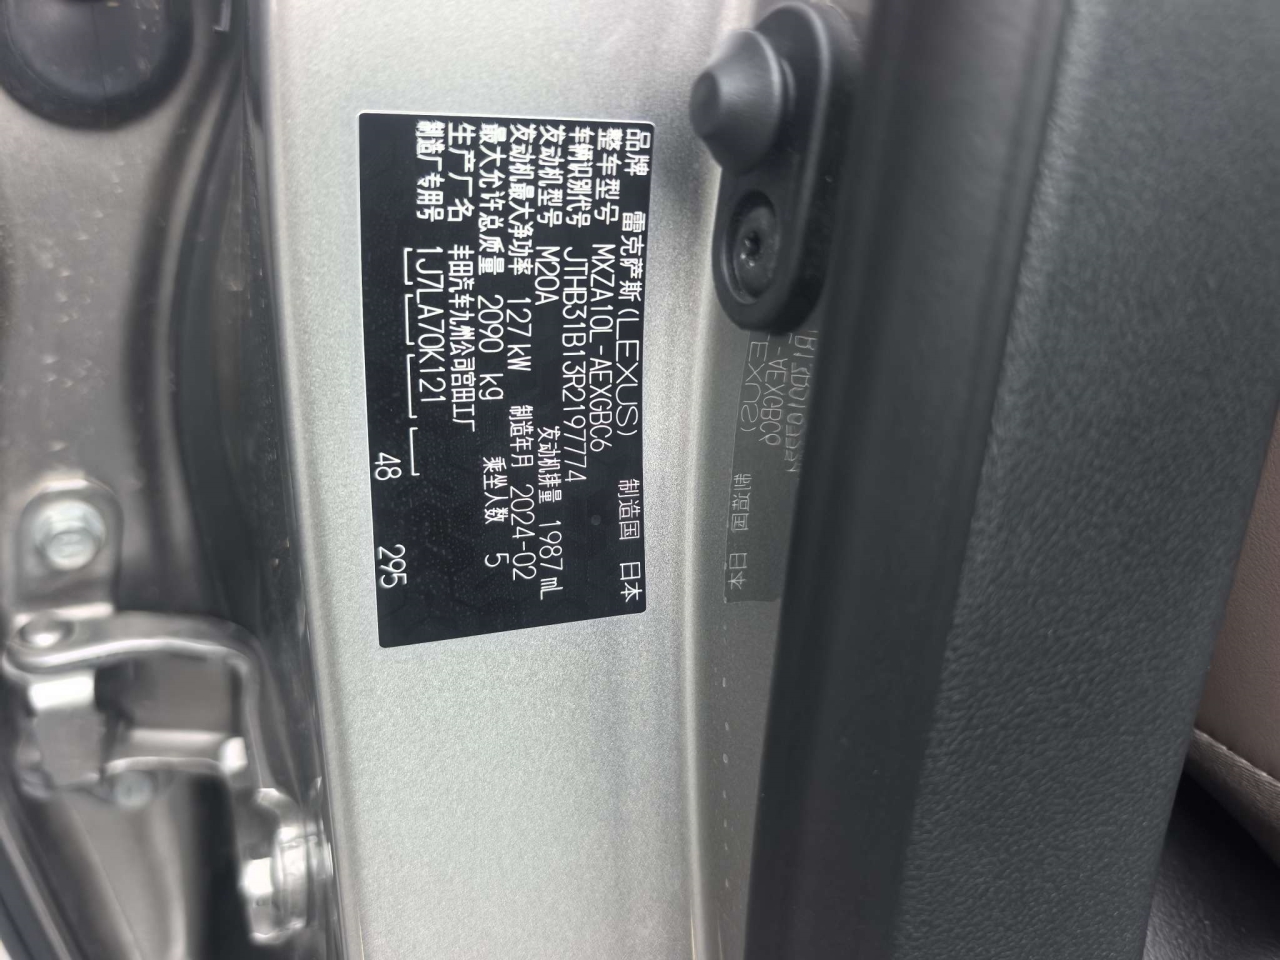 品牌 雷克萨斯(LEXUS) 制造国 日本
整车型号 MXZA10L-AEXGBC6
车辆识别代号 JTHB31B13R2197774
发动机型号 M20A 发动机排量 1987 mL
发动机最大净功率 127 kW 制造年月 2024-02
最大允许总质量 2090 kg 乘坐人数 5
生产厂名 丰田汽车九州公司宫田工厂
制造厂专用号 1J7LA70K121
48 295